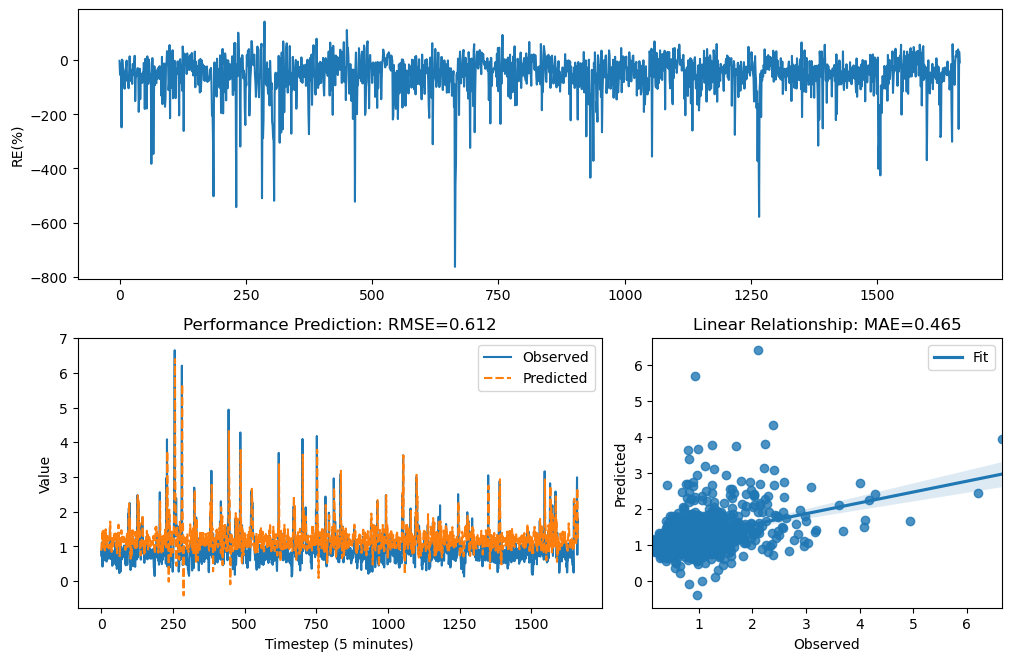 RE(%)
0
−200
−400
−600
−800
0 250 500 750 1000 1250 1500
Performance Prediction: RMSE=0.612
Value
7
6
5
4
3
2
1
0
Observed
Predicted
0 250 500 750 1000 1250 1500
Timestep (5 minutes)
Linear Relationship: MAE=0.465
Predicted
6
5
4
3
2
1
0
Fit
1 2 3 4 5 6
Observed